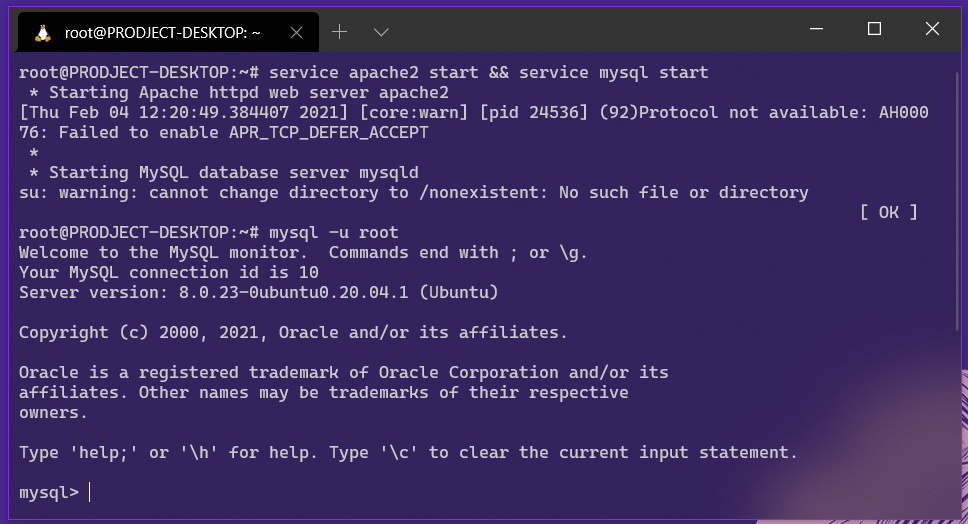 root@PRODJECT-DESKTOP: ~
root@PRODJECT-DESKTOP:~# service apache2 start && service mysql start
 * Starting Apache httpd web server apache2
[Thu Feb 04 12:20:49.384407 2021] [core:warn] [pid 24536] (92)Protocol not available: AH000
76: Failed to enable APR_TCP_DEFER_ACCEPT
 *
 * Starting MySQL database server mysqld
su: warning: cannot change directory to /nonexistent: No such file or directory
[ OK ]
root@PRODJECT-DESKTOP:~# mysql -u root
Welcome to the MySQL monitor.  Commands end with ; or \g.
Your MySQL connection id is 10
Server version: 8.0.23-0ubuntu0.20.04.1 (Ubuntu)
Copyright (c) 2000, 2021, Oracle and/or its affiliates.
Oracle is a registered trademark of Oracle Corporation and/or its
affiliates. Other names may be trademarks of their respective
owners.
Type 'help;' or '\h' for help. Type '\c' to clear the current input statement.
mysql>